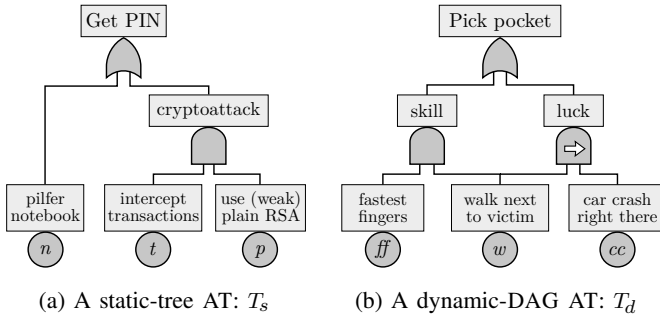 Get PIN
cryptoattack
pilfer
notebook
intercept
transactions
use (weak)
plain RSA
n
t
p
(a) A static-tree AT: T_s
Pick pocket
skill
luck
fastest
fingers
walk next
to victim
car crash
right there
ff
w
cc
(b) A dynamic-DAG AT: T_d